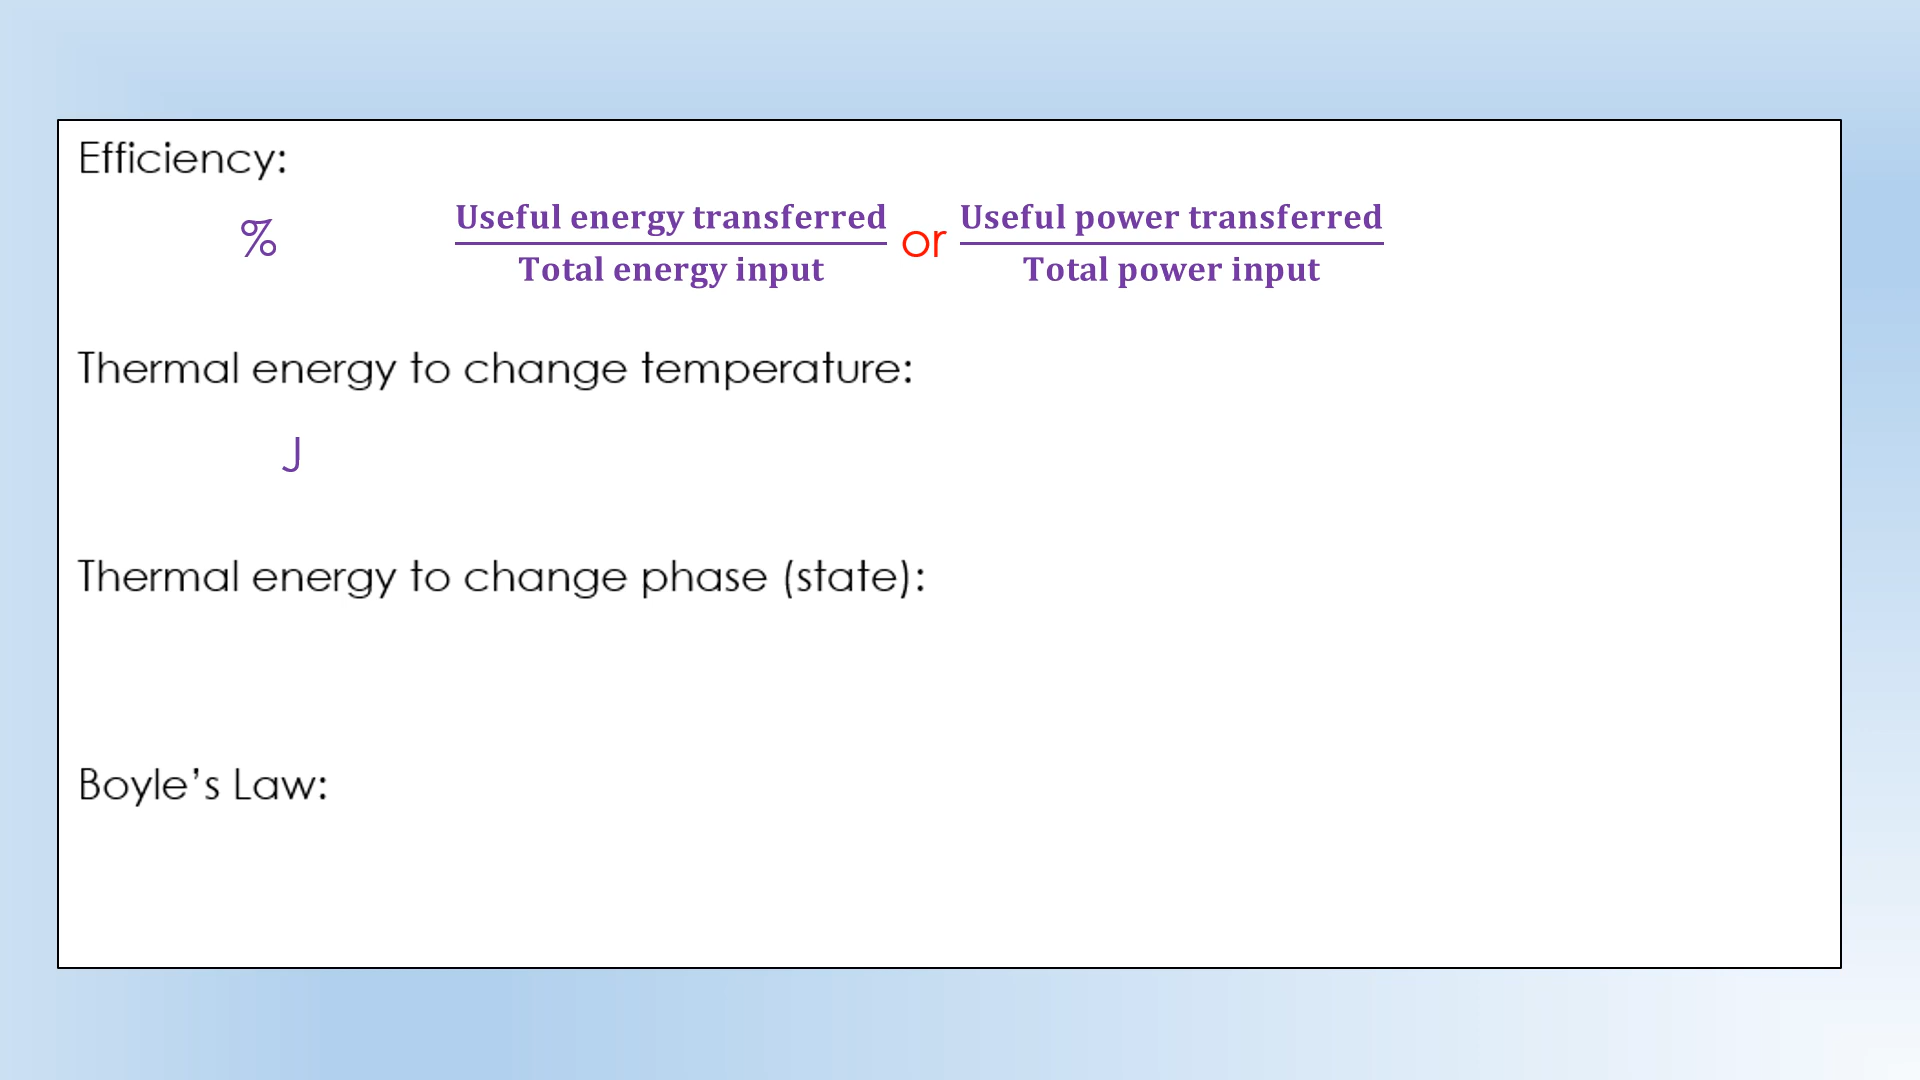 Efficiency:
% Useful energy transferred / Total energy input or Useful power transferred / Total power input
Thermal energy to change temperature:
J
Thermal energy to change phase (state):
Boyle’s Law: